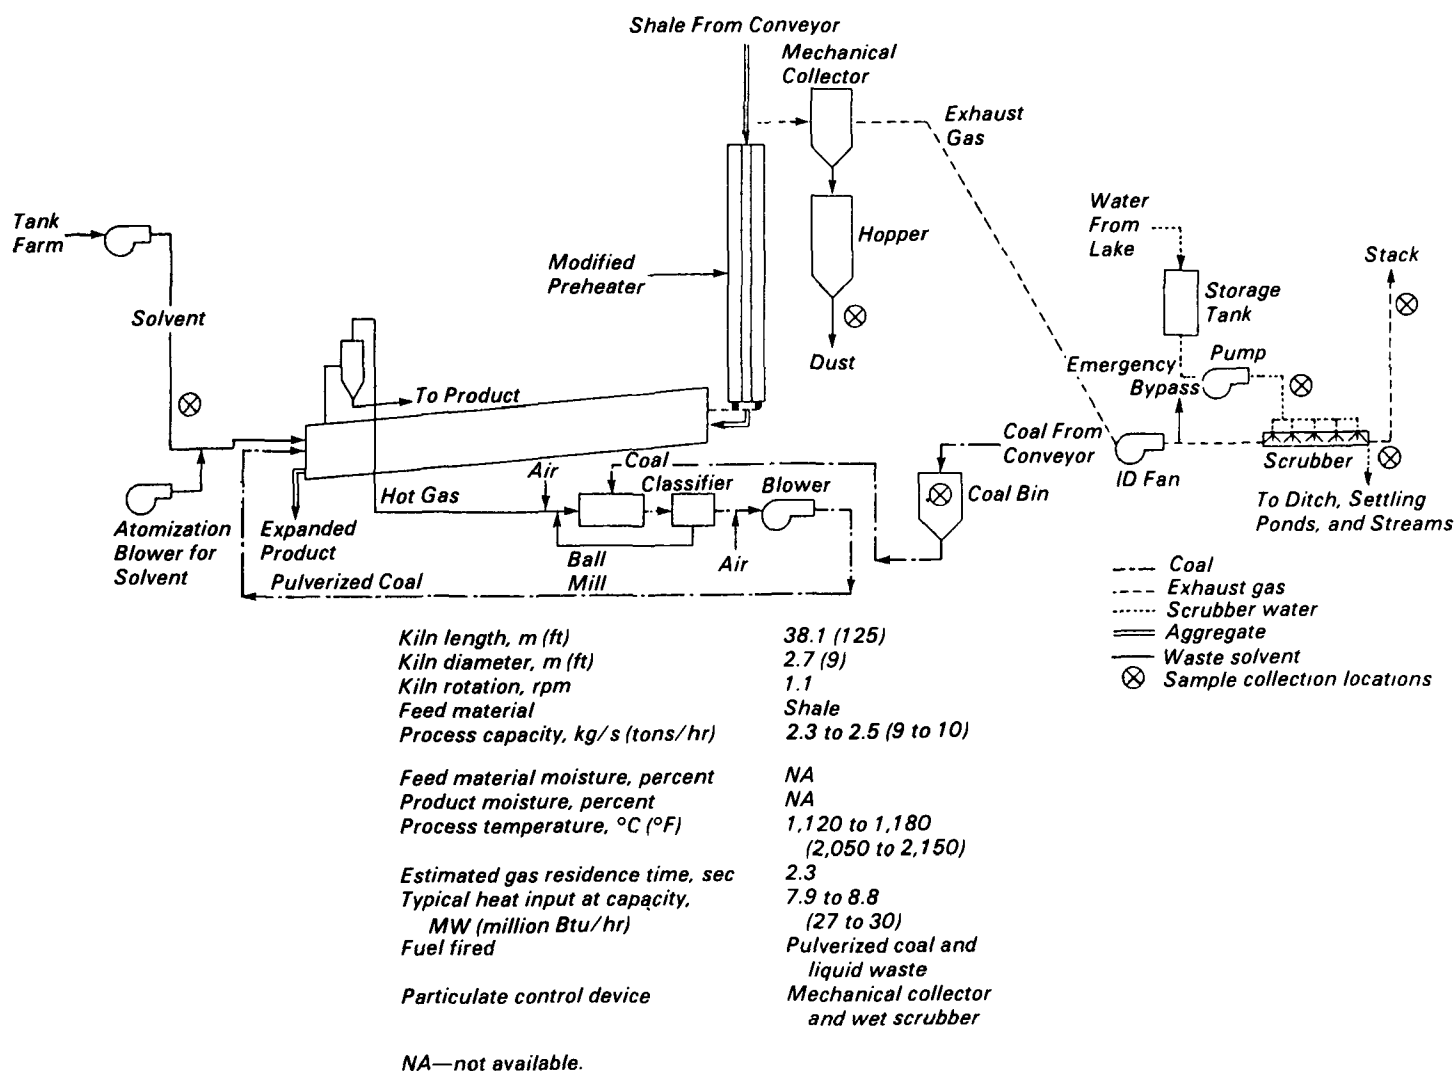 Shale From Conveyor
Mechanical
Collector
Exhaust
Gas
Tank
Farm
Water
From
Lake
Hopper
Stack
Modified
Preheater
Storage
Tank
Solvent
Dust
Emergency
Bypass
Pump
To Product
Coal From
Conveyor
Scrubber
ID Fan
Coal
Classifier
Air
Blower
Coal Bin
Hot Gas
To Ditch, Settling
Ponds, and Streams
Atomization
Blower for
Solvent
Expanded
Product
Ball
Mill
Air
Pulverized Coal
Coal
Exhaust gas
Scrubber water
Aggregate
Waste solvent
Sample collection locations
Kiln length, m (ft) 38.1 (125)
Kiln diameter, m (ft) 2.7 (9)
Kiln rotation, rpm 1.1
Feed material Shale
Process capacity, kg/s (tons/hr) 2.3 to 2.5 (9 to 10)
Feed material moisture, percent NA
Product moisture, percent NA
Process temperature, °C (°F) 1,120 to 1,180
(2,050 to 2,150)
Estimated gas residence time, sec 2.3
Typical heat input at capacity, 7.9 to 8.8
MW (million Btu/hr) (27 to 30)
Fuel fired Pulverized coal and
liquid waste
Particulate control device Mechanical collector
and wet scrubber
NA—not available.